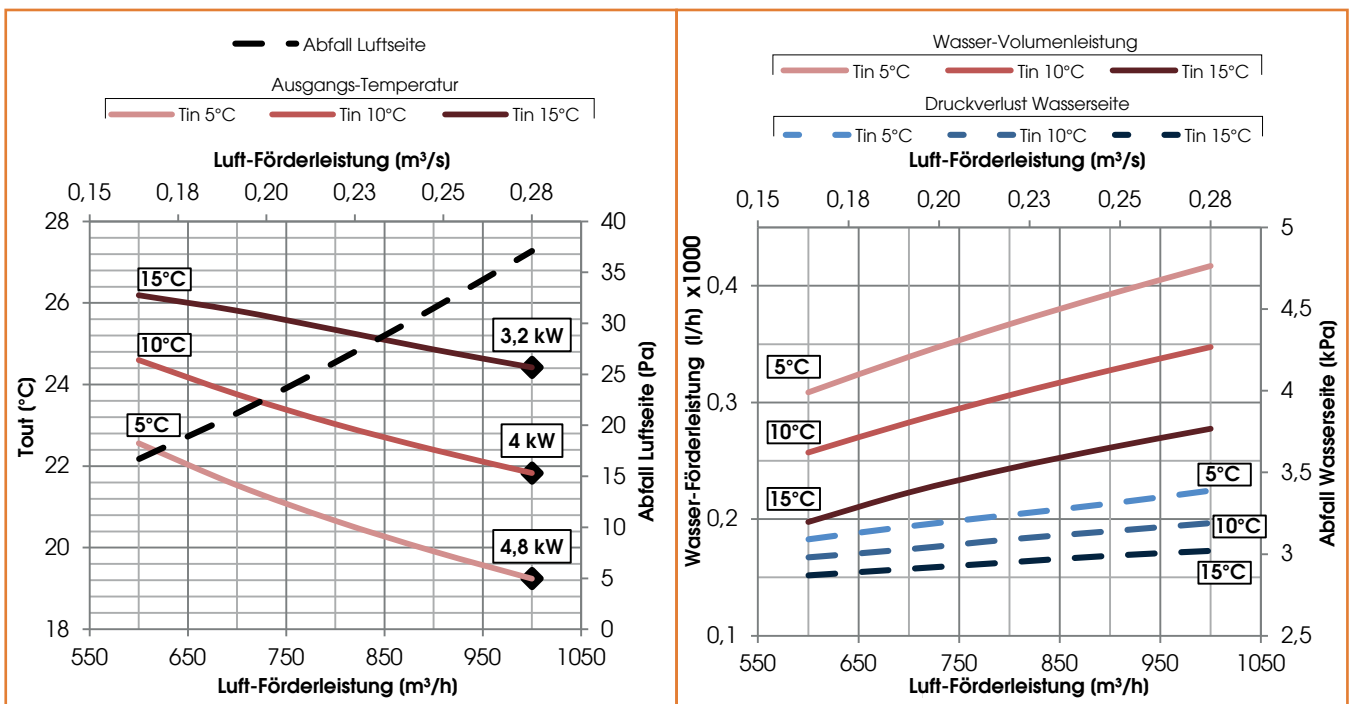 Abfall Luftseite
Ausgangs-Temperatur
Tin 5°C Tin 10°C Tin 15°C
Luft-Förderleistung (m³/s)
0,15 0,18 0,20 0,23 0,25 0,28
28 40
35
26 30
25
24 20
22 15
10
20 5
18 0
15°C
10°C
5°C
3,2 kW
4 kW
4,8 kW
Tout (°C)
Abfall Luftseite (Pa)
550 650 750 850 950 1050
Luft-Förderleistung (m³/h)
Wasser-Volumenleistung
Tin 5°C Tin 10°C Tin 15°C
Druckverlust Wasserseite
Tin 5°C Tin 10°C Tin 15°C
Luft-Förderleistung (m³/s)
0,15 0,18 0,20 0,23 0,25 0,28
5
0,4 4,5
4
0,3
3,5
0,2
3
0,1 2,5
5°C
10°C
15°C
5°C
10°C
15°C
Wasser-Förderleistung (l/h) x1000
Abfall Wasserseite (kPa)
550 650 750 850 950 1050
Luft-Förderleistung (m³/h)